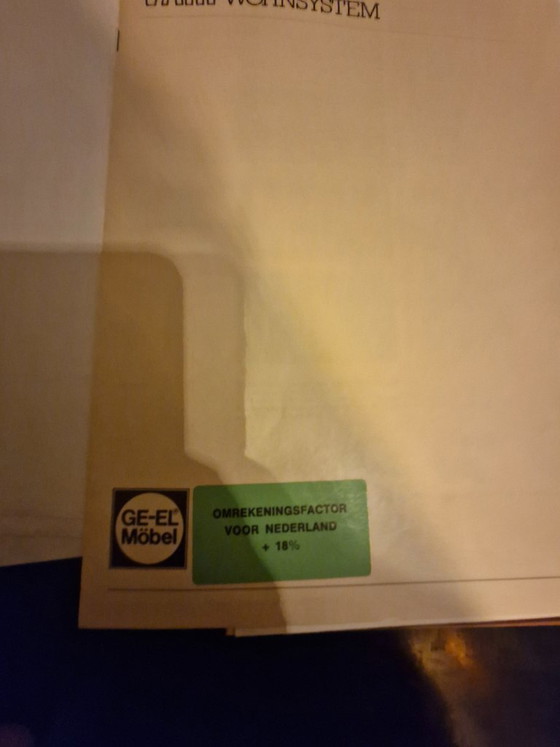 WOHNSYSTEM
GE-EL®
Möbel
OMREKENINGSFACTOR
VOOR NEDERLAND
+ 18%